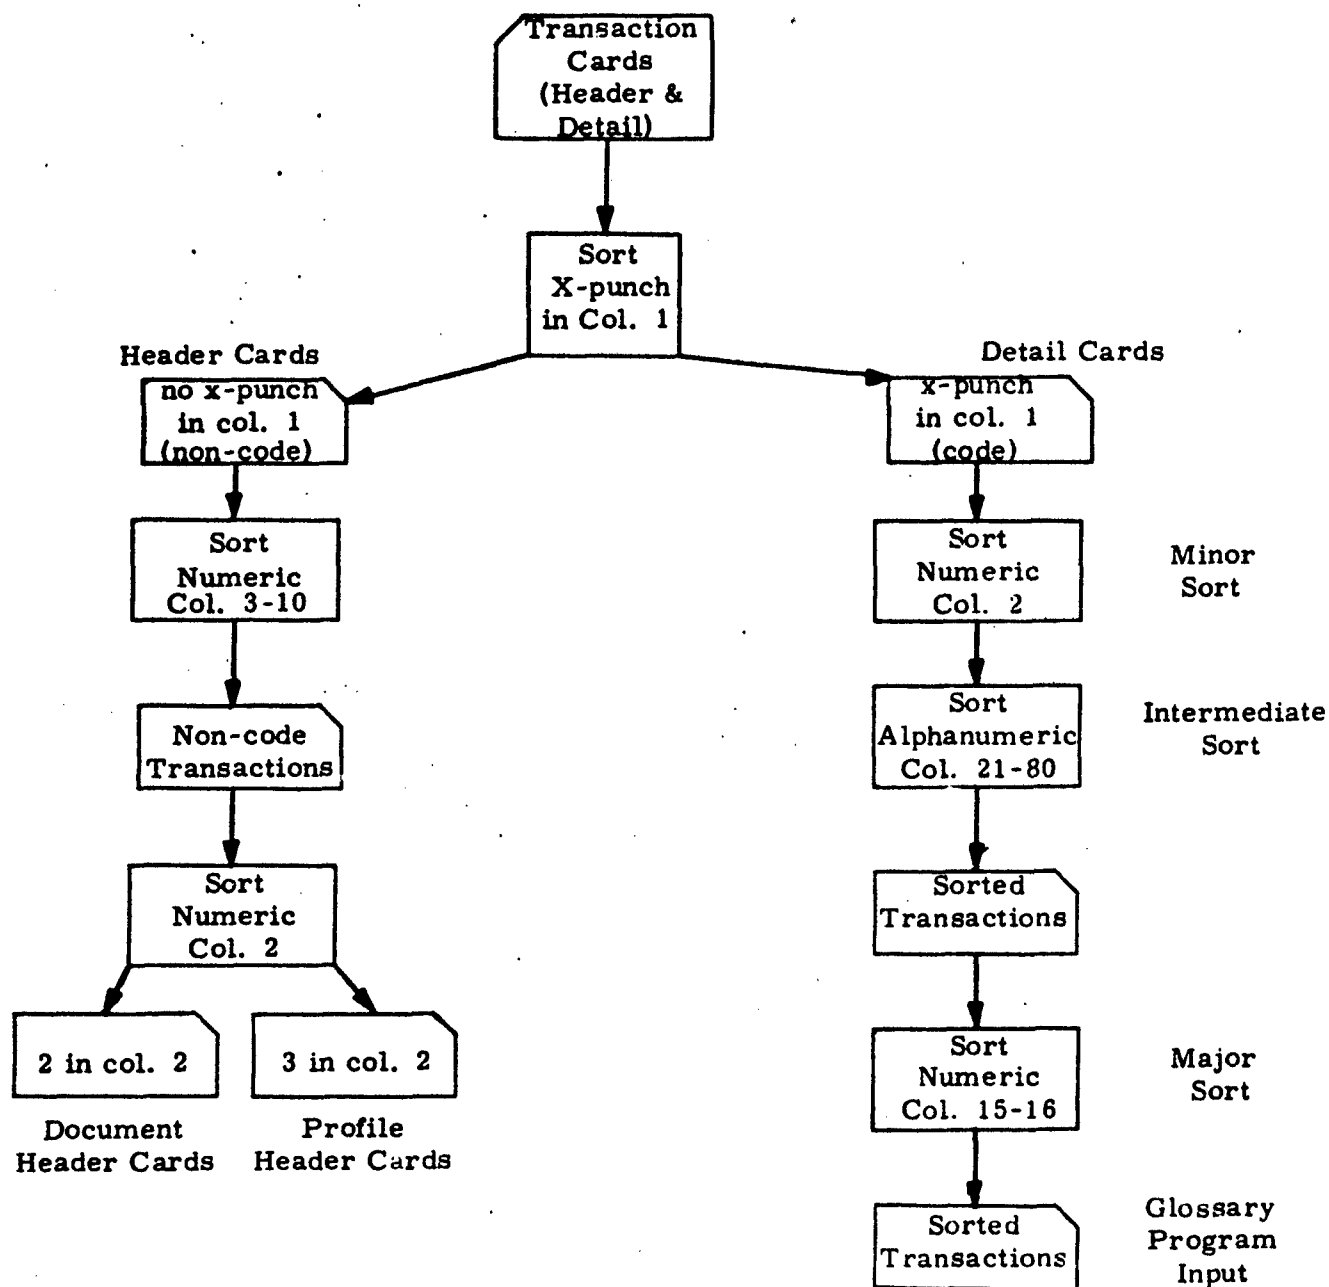 Transaction
Cards
(Header &
Detail)
Sort
X-punch
in Col. 1
Header Cards
no x-punch
in col. 1
(non-code)
Sort
Numeric
Col. 3-10
Non-code
Transactions
Sort
Numeric
Col. 2
2 in col. 2
Document
Header Cards
3 in col. 2
Profile
Header Cards
Detail Cards
x-punch
in col. 1
(code)
Sort
Numeric
Col. 2
Minor
Sort
Sort
Alphanumeric
Col. 21-80
Intermediate
Sort
Sorted
Transactions
Sort
Numeric
Col. 15-16
Major
Sort
Sorted
Transactions
Glossary
Program
Input